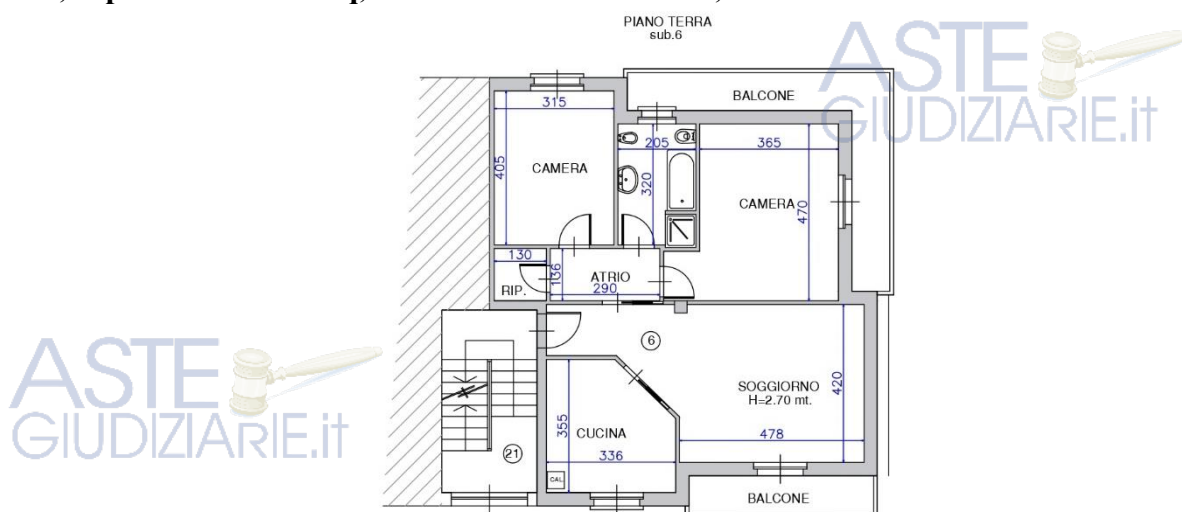 PIANO TERRA
sub.6
ASTE
GIUDIZIARIE.it
BALCONE
315
205
365
405
CAMERA
320
CAMERA
470
130
136
ATRIO
290
RIP.
6
ASTE
GIUDIZIARIE.it
SOGGIORNO
H=2.70 mt.
420
355
CUCINA
336
478
21
CAL.
BALCONE